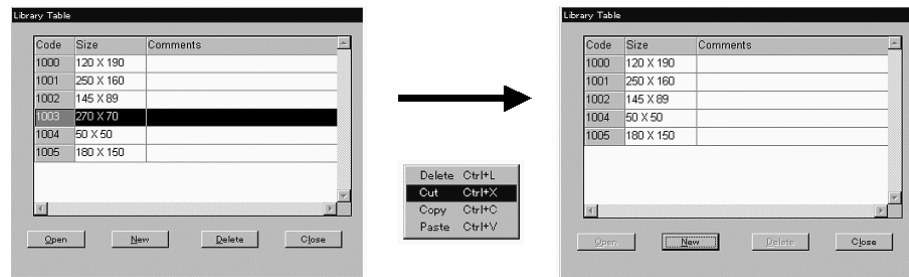 Library Table
Code Size Comments
1000 120 X 190
1001 250 X 160
1002 145 X 89
1003 270 X 70
1004 50 X 50
1005 180 X 150
Open New Delete Close
Delete Ctrl+L
Cut Ctrl+X
Copy Ctrl+C
Paste Ctrl+V
Library Table
Code Size Comments
1000 120 X 190
1001 250 X 160
1002 145 X 89
1004 50 X 50
1005 180 X 150
Open New Delete Close